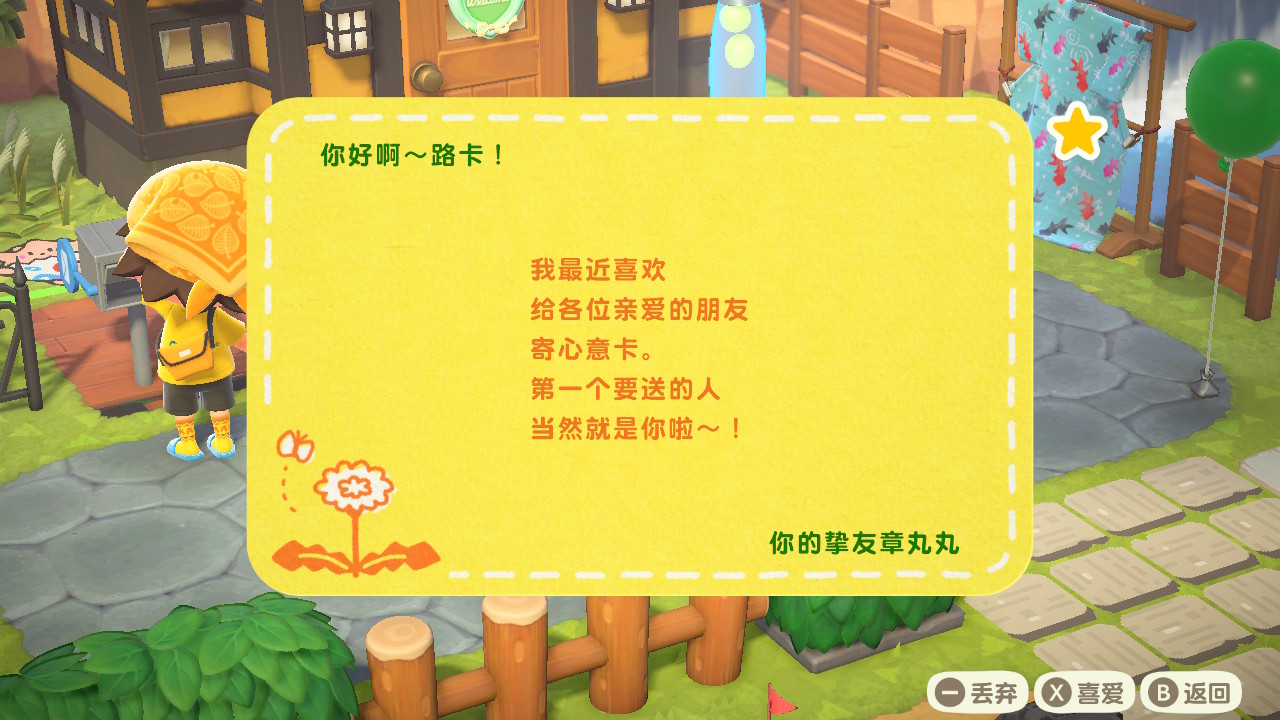 Welcome
你好啊～路卡！
我最近喜欢
给各位亲爱的朋友
寄心意卡。
第一个要送的人
当然就是你啦～！
你的挚友章丸丸
丢弃
X 喜爱
B 返回